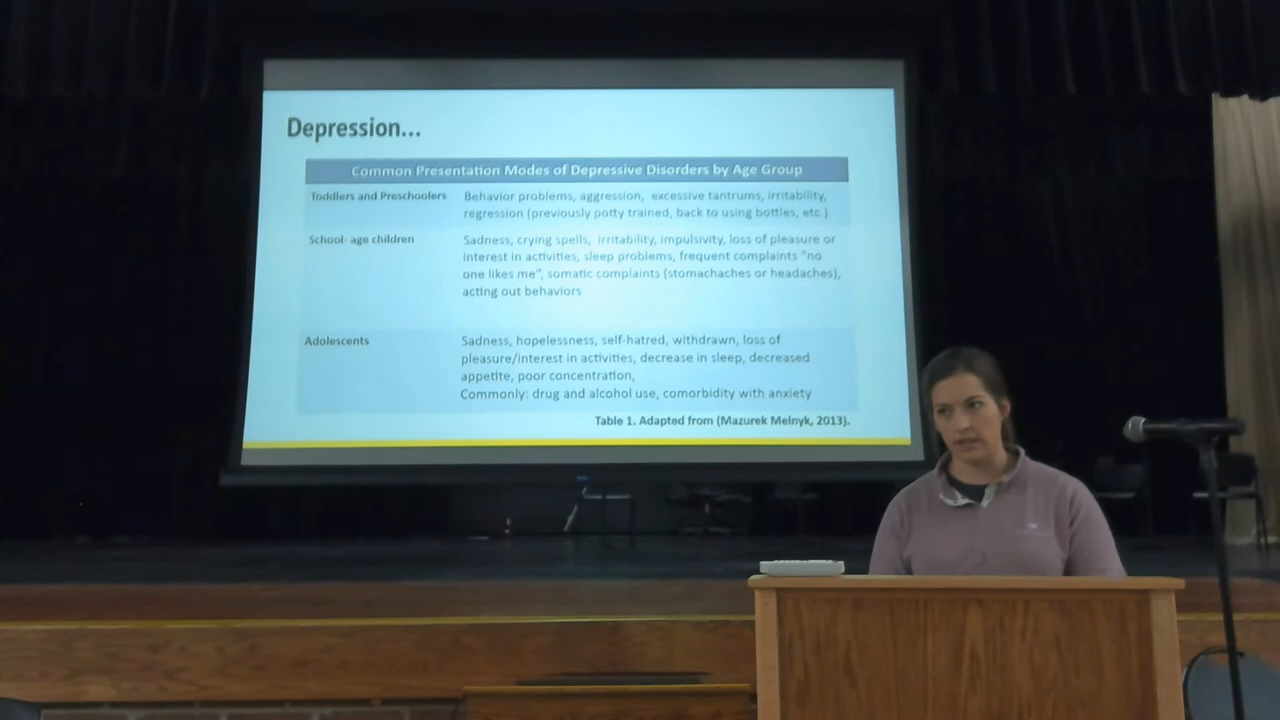 Depression...
Common Presentation Modes of Depressive Disorders by Age Group
Toddlers and Preschoolers
Behavior problems, aggression, excessive tantrums, irritability,
regression (previously potty trained, back to using bottles, etc.)
School- age children
Sadness, crying spells, irritability, impulsivity, loss of pleasure or
interest in activities, sleep problems, frequent complaints "no
one likes me", somatic complaints (stomachaches or headaches),
acting out behaviors
Adolescents
Sadness, hopelessness, self-hatred, withdrawn, loss of
pleasure/interest in activities, decrease in sleep, decreased
appetite, poor concentration,
Commonly: drug and alcohol use, comorbidity with anxiety
Table 1. Adapted from (Mazurek Melnyk, 2013).